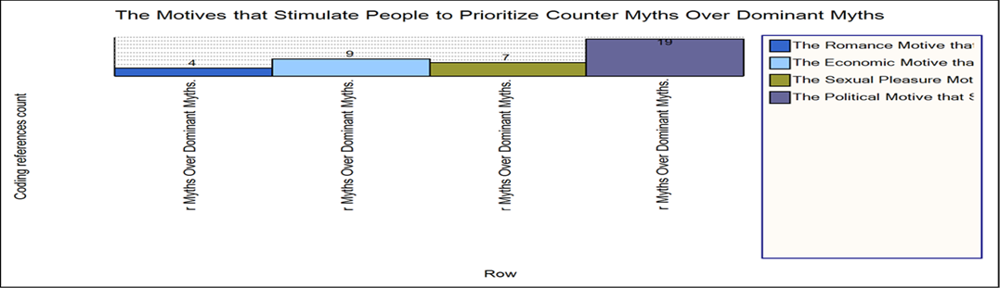 The Motives that Stimulate People to Prioritize Counter Myths Over Dominant Myths
4
9
7
19
Coding references count
r Myths Over Dominant Myths.
r Myths Over Dominant Myths.
r Myths Over Dominant Myths.
r Myths Over Dominant Myths.
Row
The Romance Motive tha
The Economic Motive tha
The Sexual Pleasure Mot
The Political Motive that S